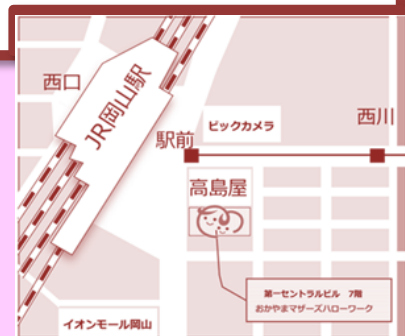 西口
JR岡山駅
駅前
ビックカメラ
西川
高島屋
第一セントラルビル 7階
おかやまマザーズハローワーク
イオンモール岡山